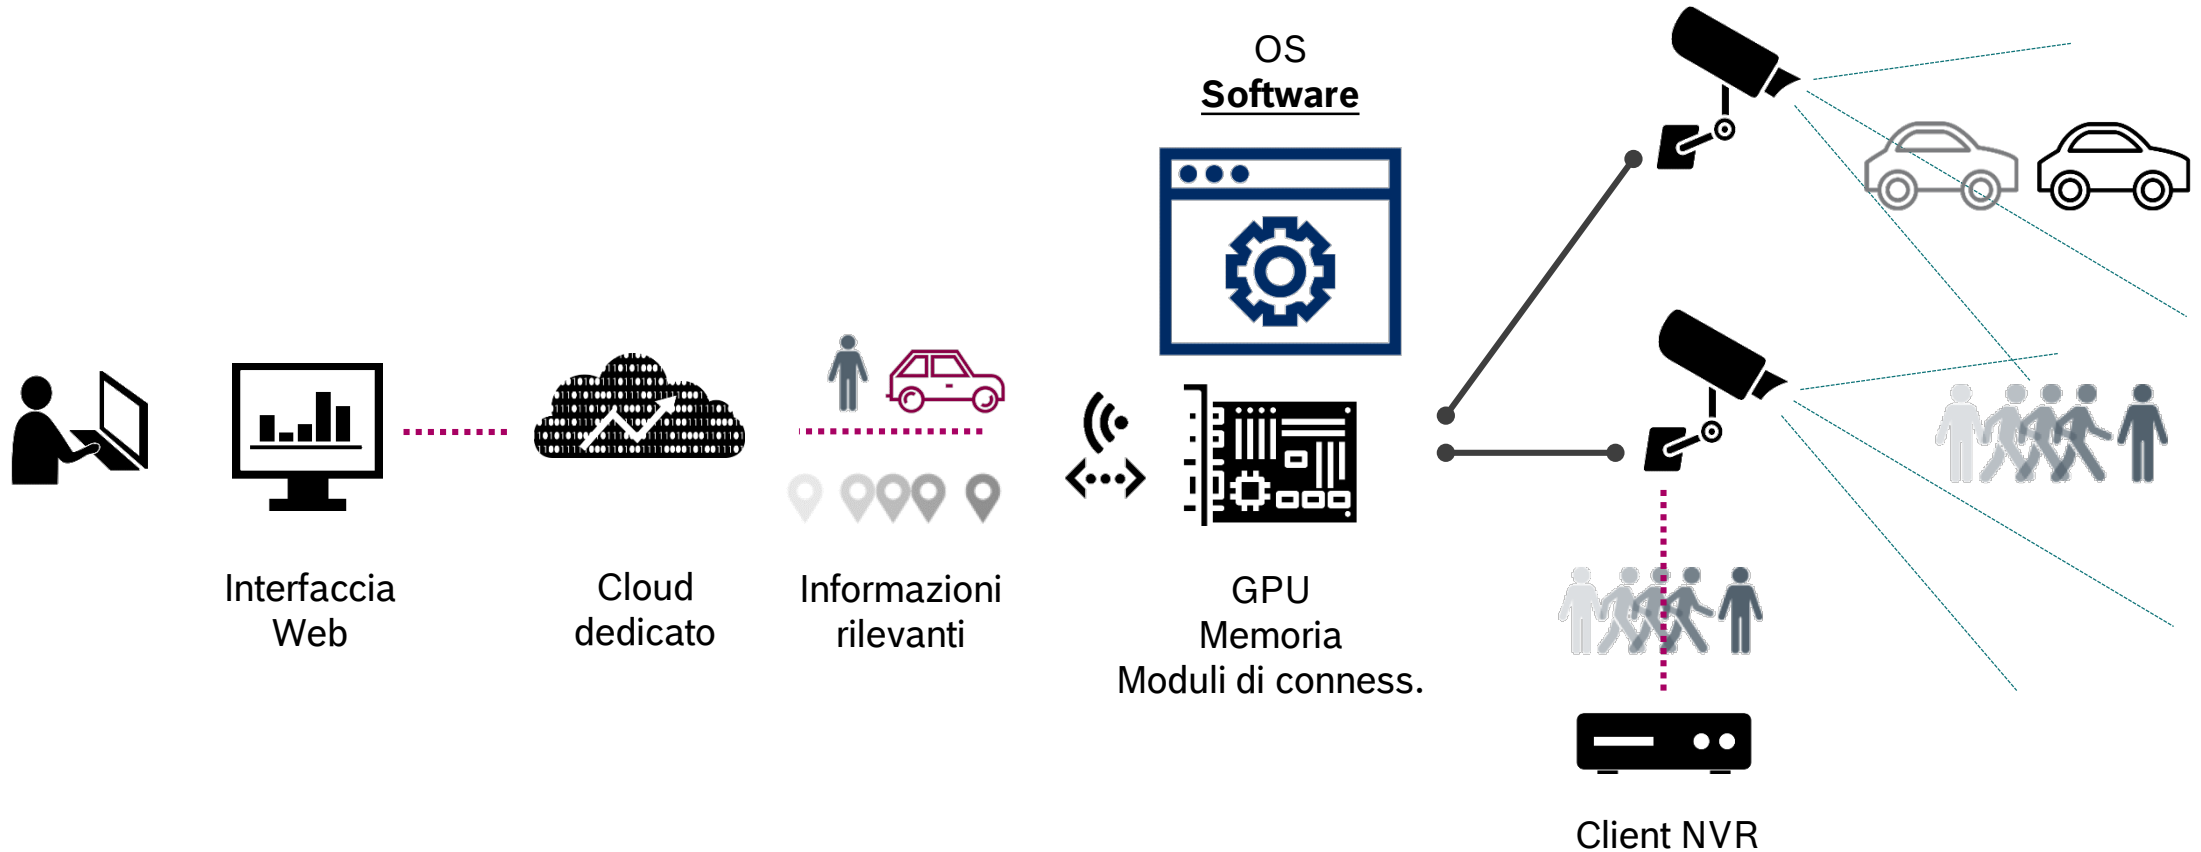 OS
Software
Interfaccia
Web
Cloud
dedicato
Informazioni
rilevanti
GPU
Memoria
Moduli di conness.
Client NVR